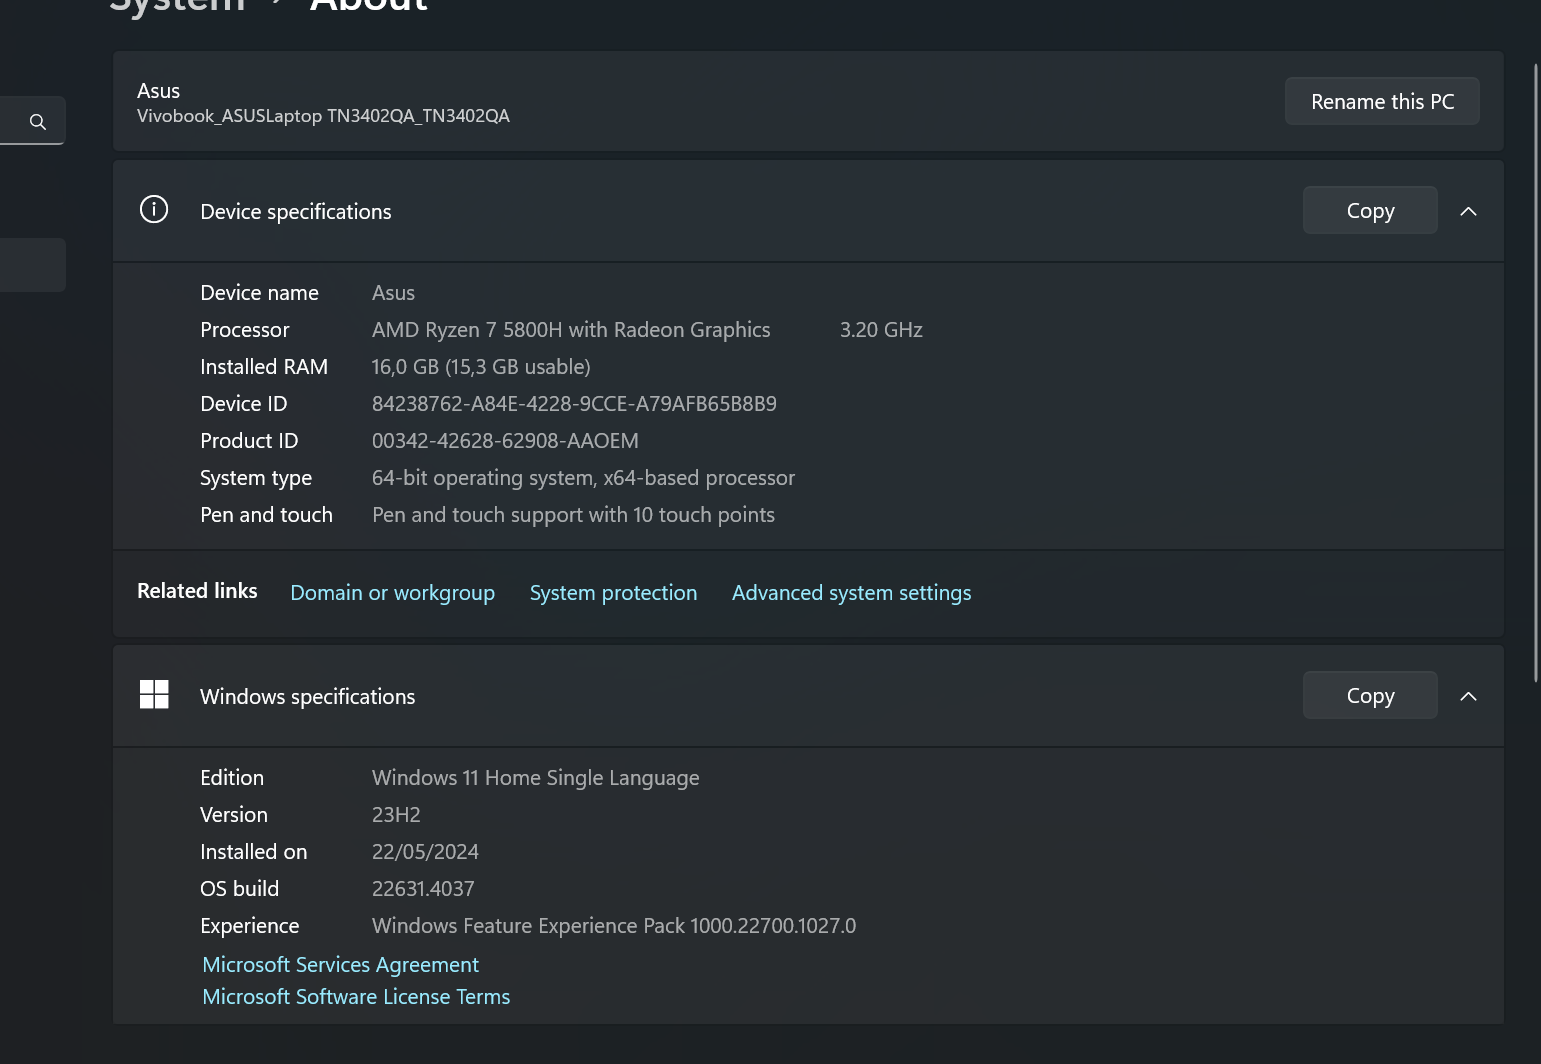 System > About
Asus
Vivobook_ASUSLaptop TN3402QA_TN3402QA
Rename this PC
Device specifications
Copy
Device name Asus
Processor AMD Ryzen 7 5800H with Radeon Graphics 3.20 GHz
Installed RAM 16,0 GB (15,3 GB usable)
Device ID 84238762-A84E-4228-9CCE-A79AFB65B8B9
Product ID 00342-42628-62908-AAOEM
System type 64-bit operating system, x64-based processor
Pen and touch Pen and touch support with 10 touch points
Related links Domain or workgroup System protection Advanced system settings
Windows specifications
Copy
Edition Windows 11 Home Single Language
Version 23H2
Installed on 22/05/2024
OS build 22631.4037
Experience Windows Feature Experience Pack 1000.22700.1027.0
Microsoft Services Agreement
Microsoft Software License Terms